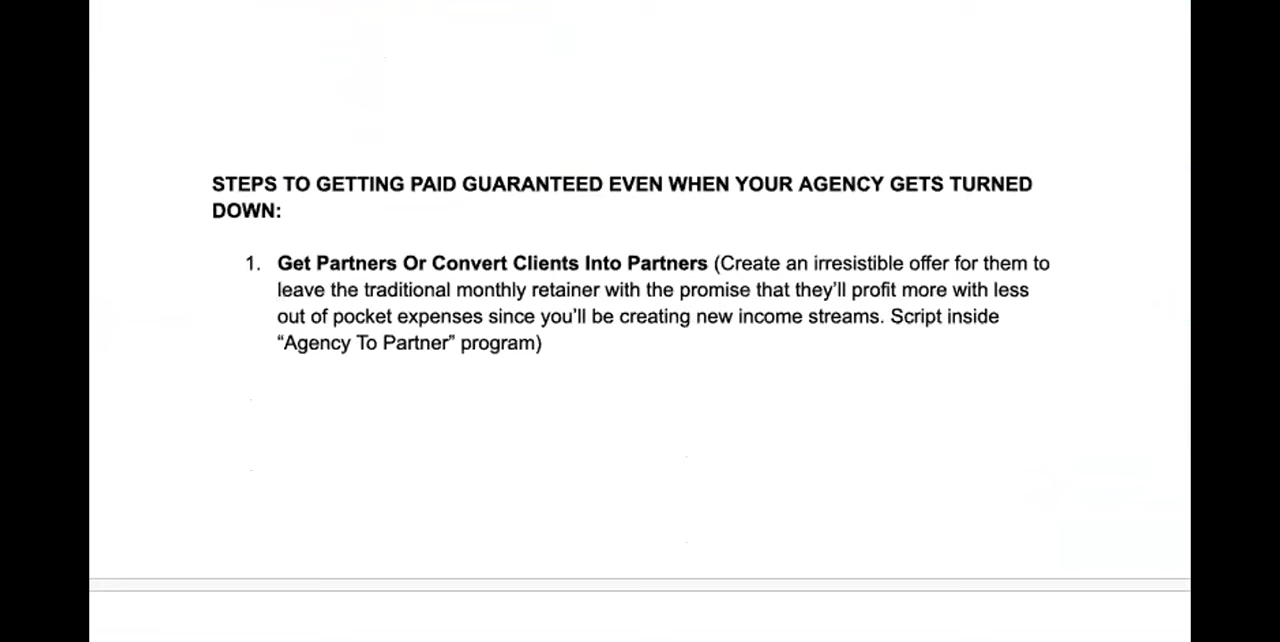 STEPS TO GETTING PAID GUARANTEED EVEN WHEN YOUR AGENCY GETS TURNED
DOWN:
1. Get Partners Or Convert Clients Into Partners (Create an irresistible offer for them to
leave the traditional monthly retainer with the promise that they’ll profit more with less
out of pocket expenses since you’ll be creating new income streams. Script inside
“Agency To Partner” program)